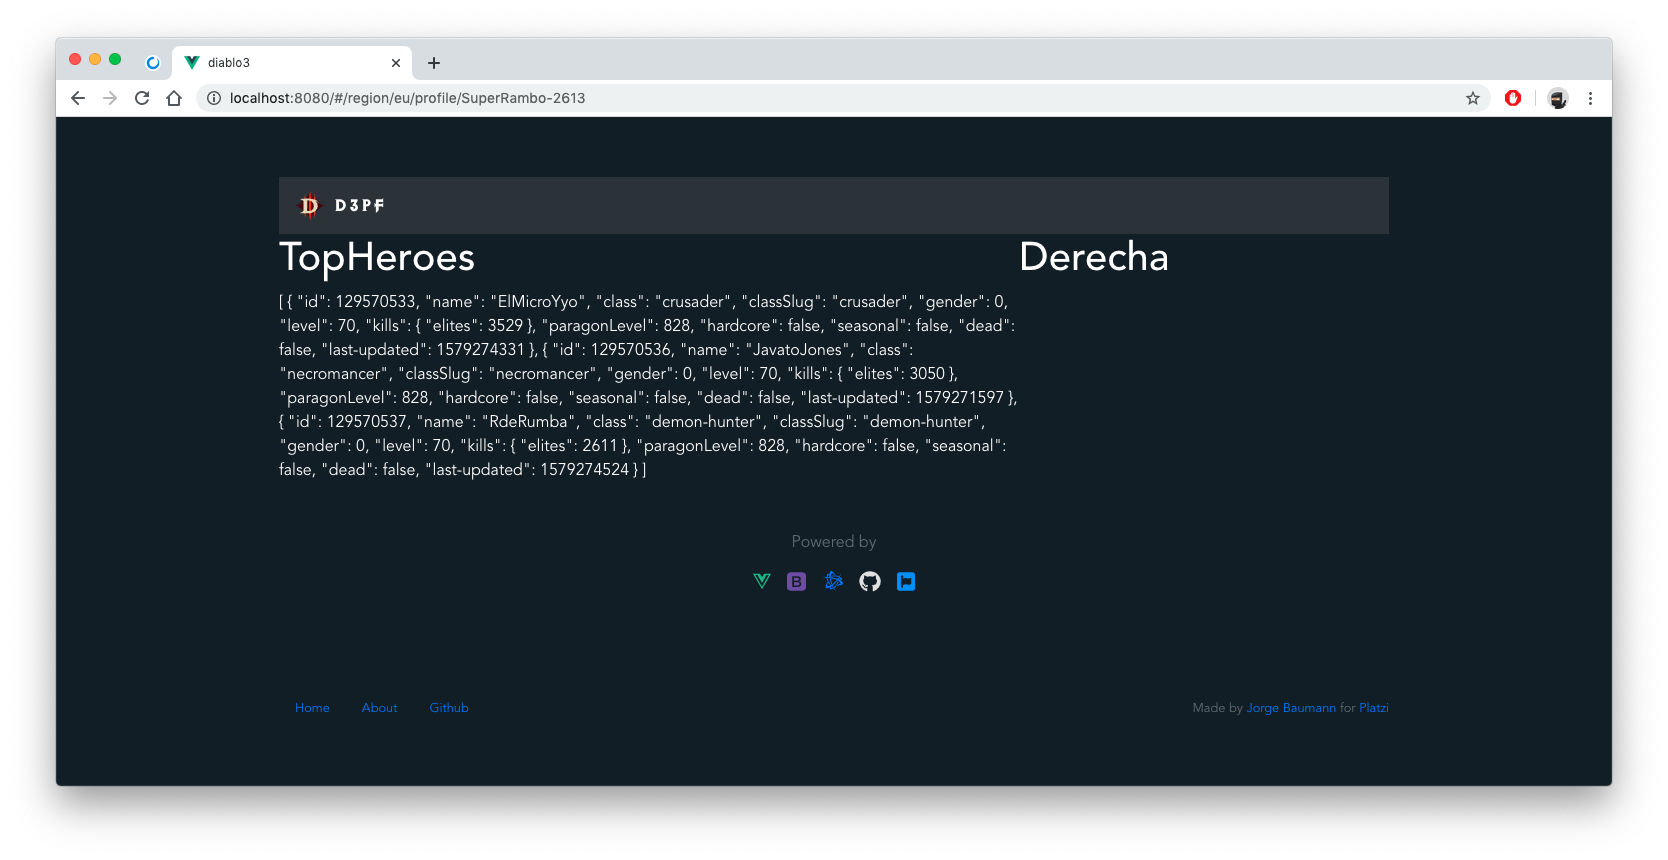 diablo3
localhost:8080/#/region/eu/profile/SuperRambo-2613
D D3PF
TopHeroes
Derecha
[ { "id": 129570533, "name": "ElMicroYyo", "class": "crusader", "classSlug": "crusader", "gender": 0,
"level": 70, "kills": { "elites": 3529 }, "paragonLevel": 828, "hardcore": false, "seasonal": false, "dead":
false, "last-updated": 1579274331 }, { "id": 129570536, "name": "JavatoJones", "class":
"necromancer", "classSlug": "necromancer", "gender": 0, "level": 70, "kills": { "elites": 3050 },
"paragonLevel": 828, "hardcore": false, "seasonal": false, "dead": false, "last-updated": 1579271597 },
{ "id": 129570537, "name": "RdeRumba", "class": "demon-hunter", "classSlug": "demon-hunter",
"gender": 0, "level": 70, "kills": { "elites": 2611 }, "paragonLevel": 828, "hardcore": false, "seasonal":
false, "dead": false, "last-updated": 1579274524 } ]
Powered by
B
Home About Github
Made by Jorge Baumann for Platzi